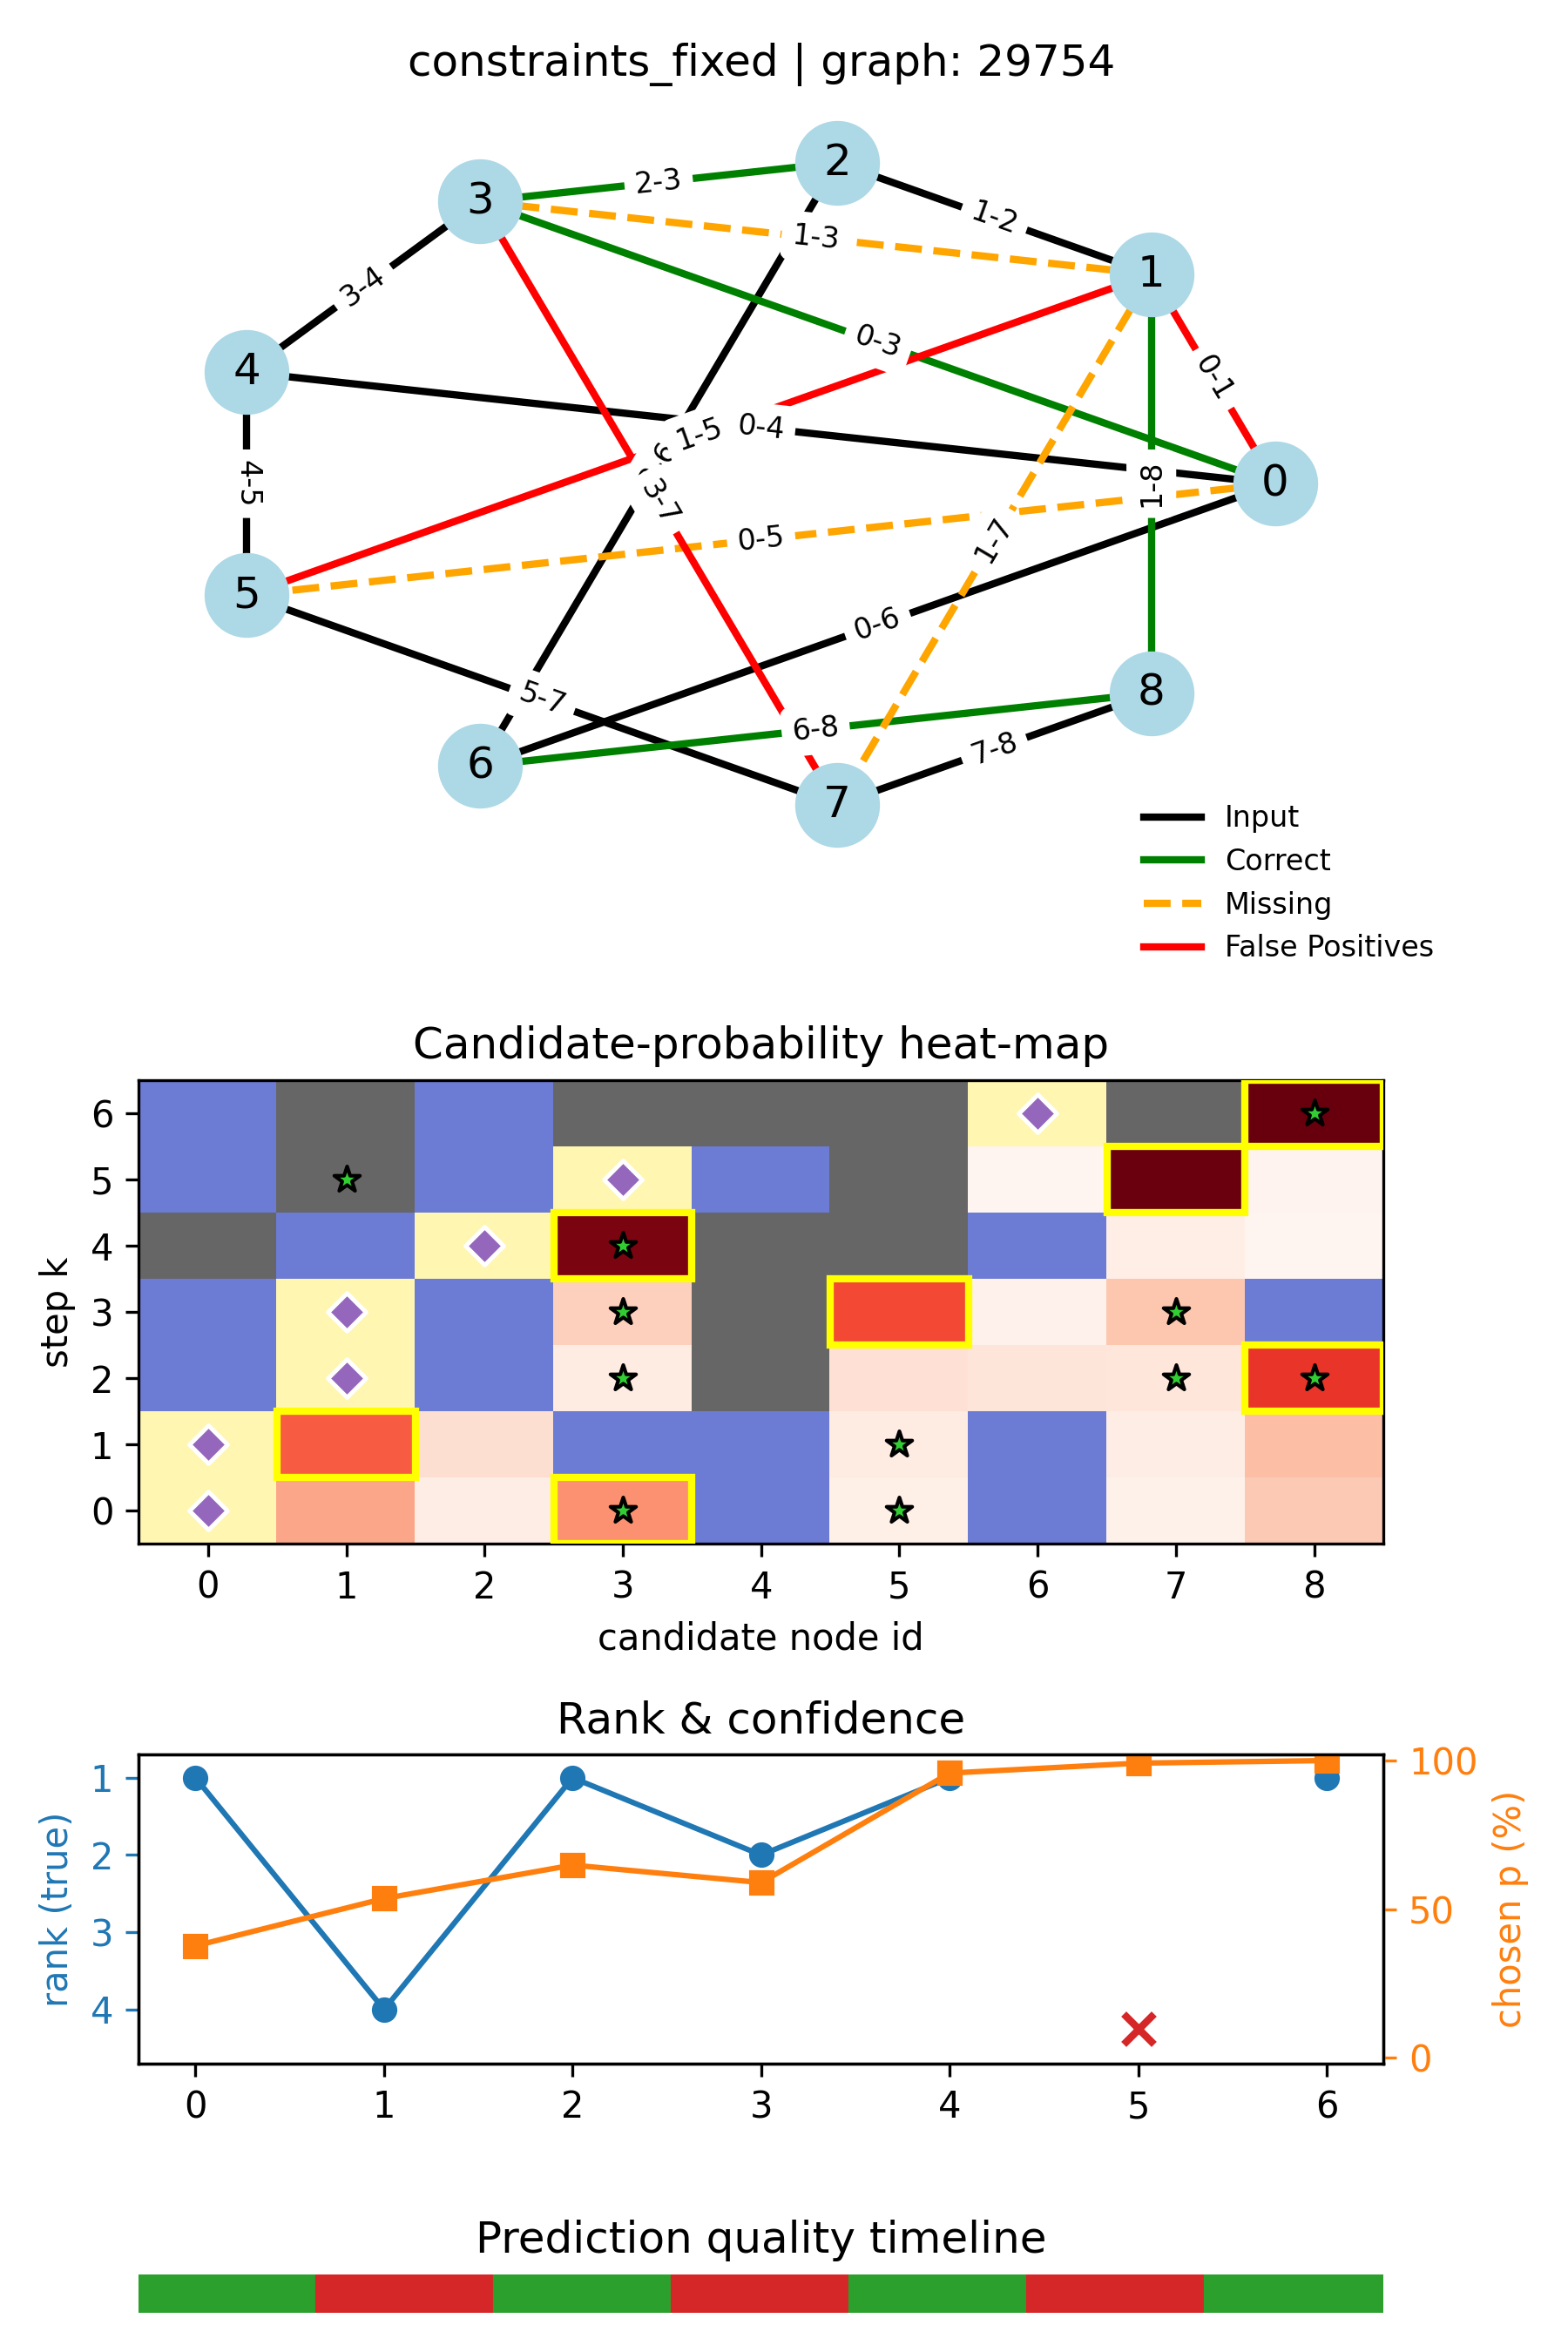 constraints_fixed | graph: 29754
2
3
2-3
1-2
1-3
1
3-4
0-3
0-1
4
1-5
0-4
6
4-5
3-7
1-8
0
0-5
1-7
5
0-6
5-7
8
6-8
7-8
6
7
Input
Correct
Missing
False Positives
Candidate-probability heat-map
step k
6
5
4
3
2
1
0
0 1 2 3 4 5 6 7 8
candidate node id
Rank & confidence
rank (true)
1
2
3
4
100
50
0
chosen p (%)
0 1 2 3 4 5 6
Prediction quality timeline